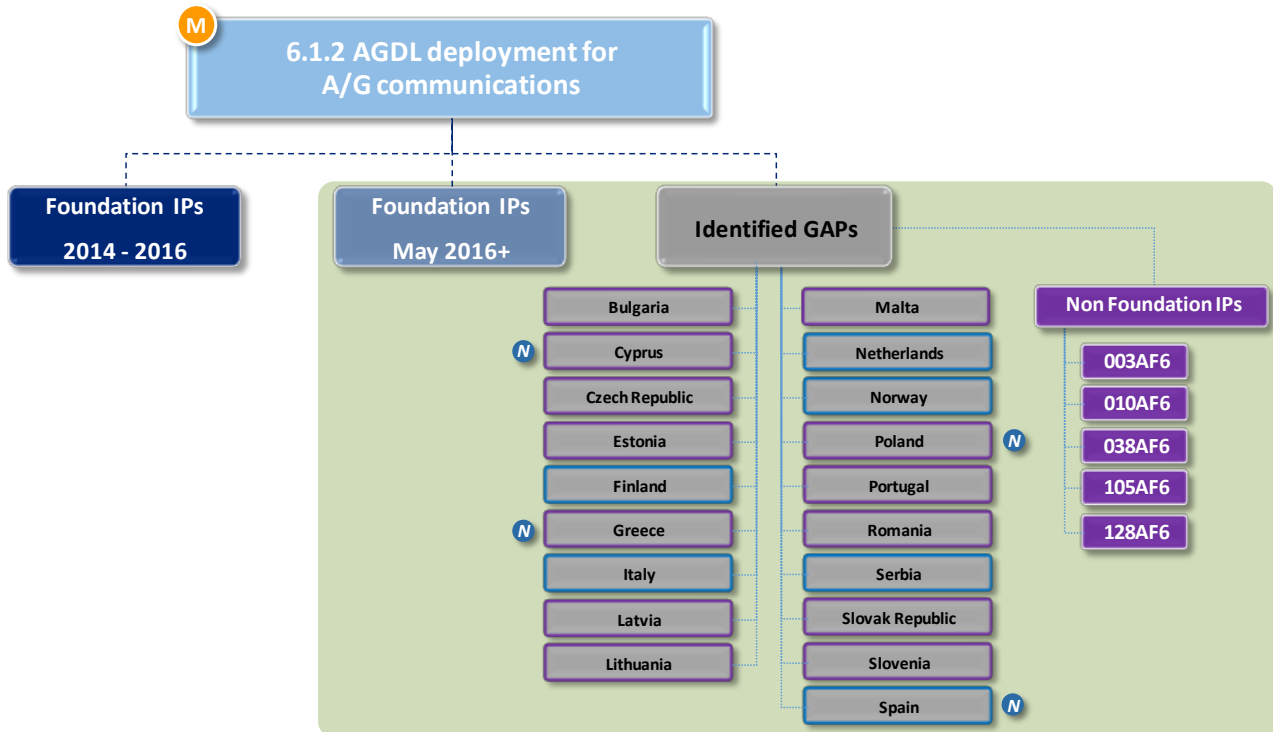 M
6.1.2 AGDL deployment for
A/G communications
Foundation IPs
2014 - 2016
Foundation IPs
May 2016+
Identified GAPs
Bulgaria
N
Cyprus
Czech Republic
Estonia
Finland
N
Greece
Italy
Latvia
Lithuania
Malta
Netherlands
Norway
Poland
N
Portugal
Romania
Serbia
Slovak Republic
Slovenia
Spain
N
Non Foundation IPs
003AF6
010AF6
038AF6
105AF6
128AF6